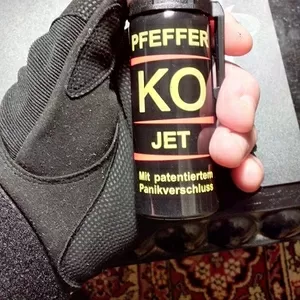 PFEFFER
KO
JET
Mit patentiertem
Panikverschluss